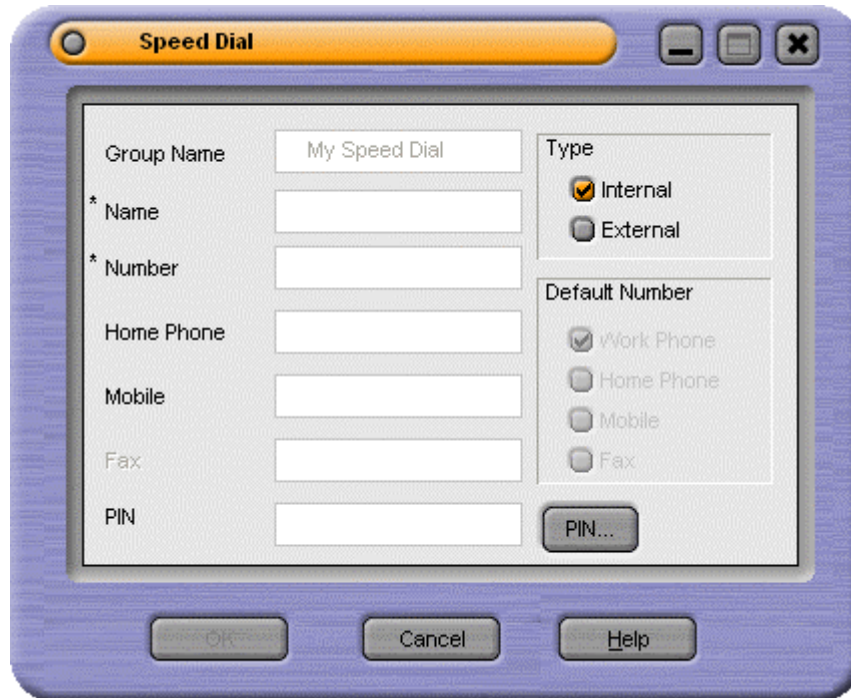 Speed Dial
Group Name
My Speed Dial
* Name
* Number
Home Phone
Mobile
Fax
PIN
Type
Internal
External
Default Number
Work Phone
Home Phone
Mobile
Fax
PIN...
OK
Cancel
Help